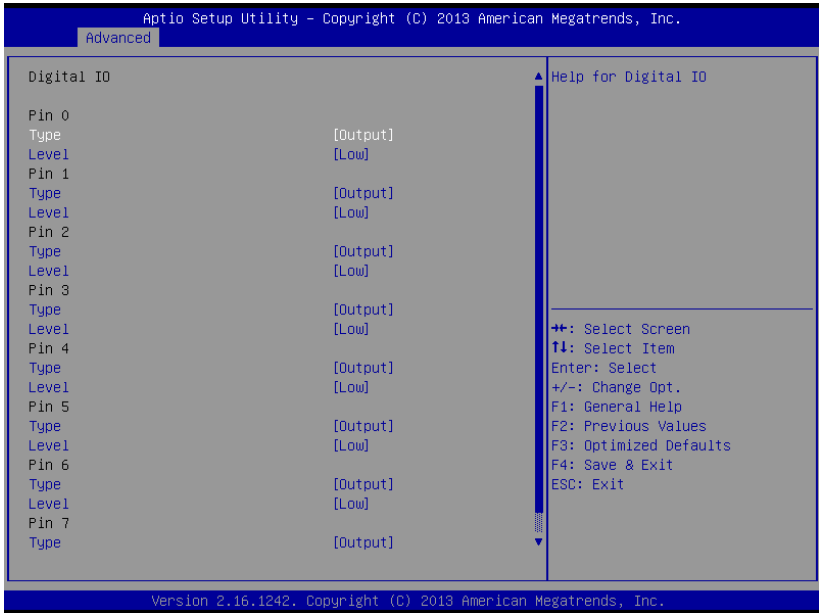 Aptio Setup Utility – Copyright (C) 2013 American Megatrends, Inc.
Advanced
Digital IO
Pin 0
Type [Output]
Level [Low]
Pin 1
Type [Output]
Level [Low]
Pin 2
Type [Output]
Level [Low]
Pin 3
Type [Output]
Level [Low]
Pin 4
Type [Output]
Level [Low]
Pin 5
Type [Output]
Level [Low]
Pin 6
Type [Output]
Level [Low]
Pin 7
Type [Output]
Help for Digital IO
→←: Select Screen
↑↓: Select Item
Enter: Select
+/-: Change Opt.
F1: General Help
F2: Previous Values
F3: Optimized Defaults
F4: Save & Exit
ESC: Exit
Version 2.16.1242. Copyright (C) 2013 American Megatrends, Inc.